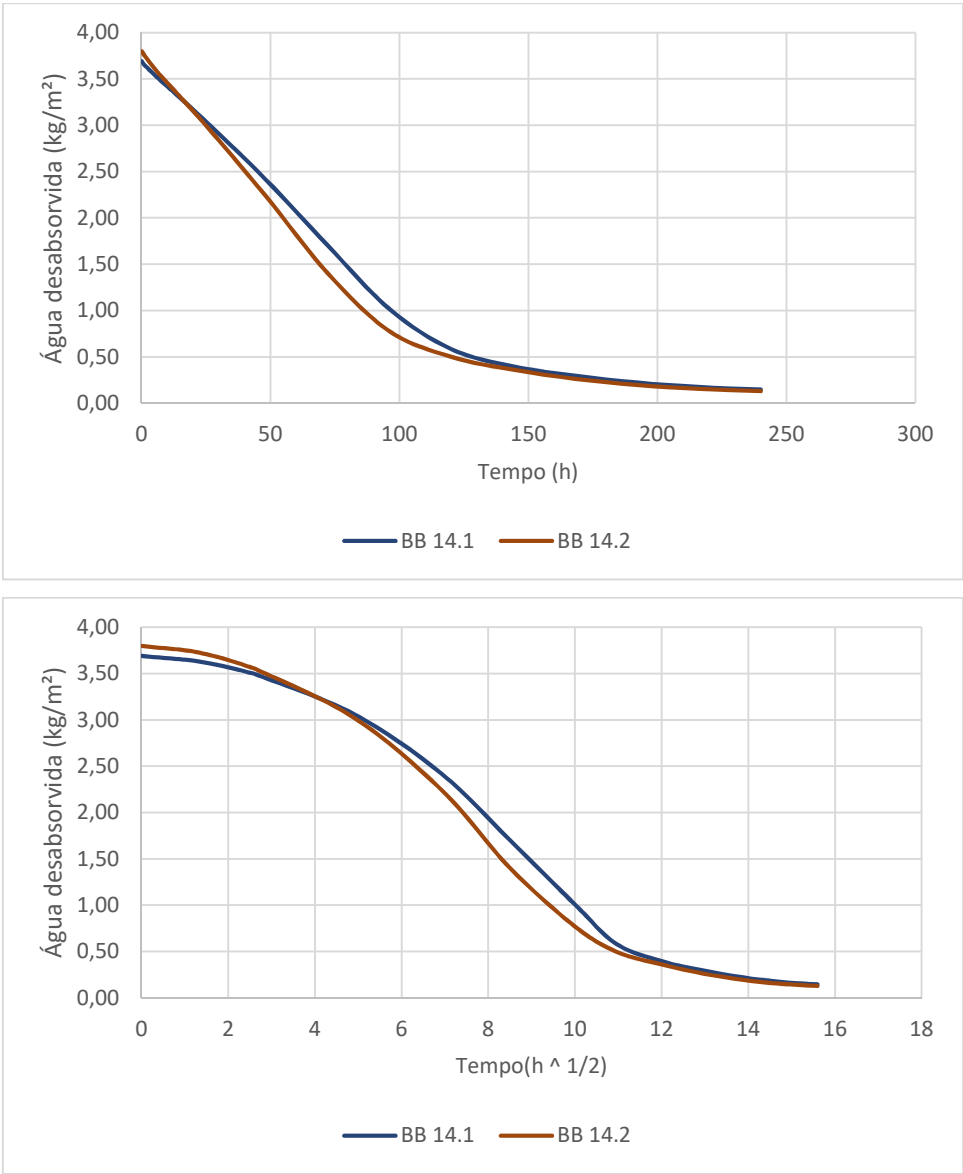 4,00
3,50
3,00
2,50
2,00
1,50
1,00
0,50
0,00
Água desabsorvida (kg/m²)
0 50 100 150 200 250 300
Tempo (h)
BB 14.1 BB 14.2
4,00
3,50
3,00
2,50
2,00
1,50
1,00
0,50
0,00
Água desabsorvida (kg/m²)
0 2 4 6 8 10 12 14 16 18
Tempo(h ^ 1/2)
BB 14.1 BB 14.2